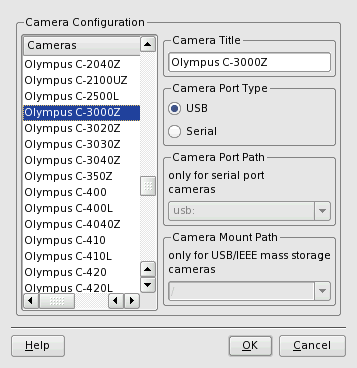 Camera Configuration
Cameras
Olympus C-2040Z
Olympus C-2100UZ
Olympus C-2500L
Olympus C-3000Z
Olympus C-3020Z
Olympus C-3030Z
Olympus C-3040Z
Olympus C-350Z
Olympus C-400
Olympus C-400L
Olympus C-4040Z
Olympus C-410
Olympus C-410L
Olympus C-420
Olympus C-420L
Camera Title
Olympus C-3000Z
Camera Port Type
USB
Serial
Camera Port Path
only for serial port
cameras
usb:
Camera Mount Path
only for USB/IEEE mass storage
cameras
/
Help
OK
Cancel